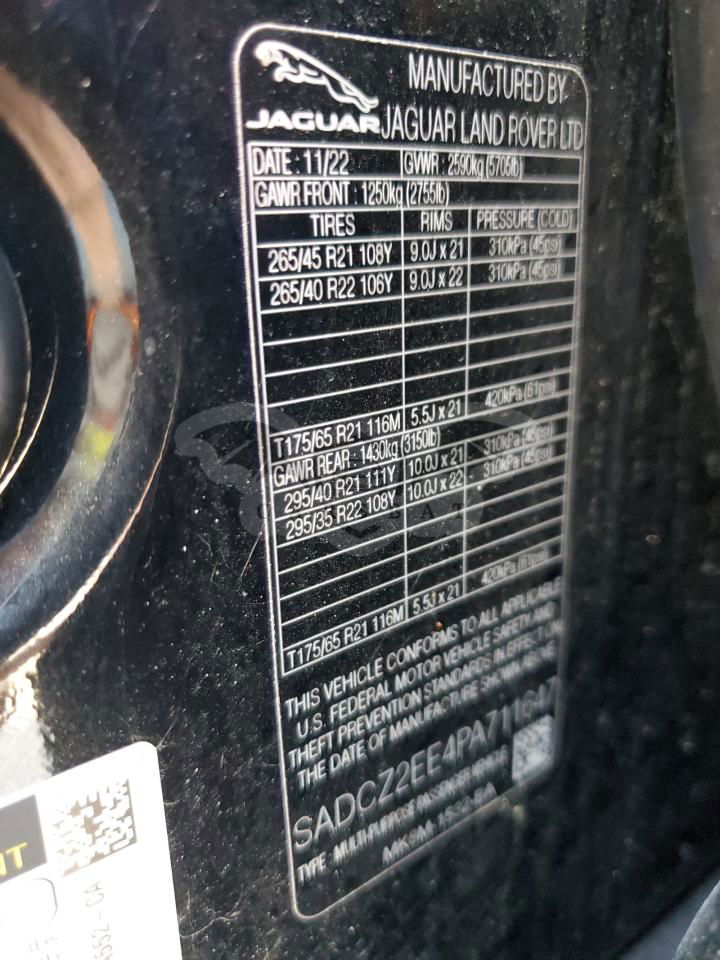 JAGUAR
MANUFACTURED BY
JAGUAR LAND ROVER LTD
DATE : 11/22 GVWR : 2590kg (5705lb)
GAWR FRONT : 1250kg (2755lb)
TIRES RIMS PRESSURE (COLD)
265/45 R21 108Y 9.0J x 21 310kPa (45psi)
265/40 R22 106Y 9.0J x 22 310kPa (45psi)
T175/65 R21 116M 5.5J x 21 420kPa (61psi)
GAWR REAR : 1430kg (3150lb)
295/40 R21 111Y 10.0J x 21 310kPa (45psi)
295/35 R22 108Y 10.0J x 22 310kPa (45psi)
T175/65 R21 116M 5.5J x 21 420kPa (61psi)
THIS VEHICLE CONFORMS TO ALL APPLICABLE
U.S. FEDERAL MOTOR VEHICLE SAFETY AND
THEFT PREVENTION STANDARDS IN EFFECT ON
THE DATE OF MANUFACTURE SHOWN ABOVE
SADCZ2EE4PA711647
TYPE : MULTI-PURPOSE PASSENGER VEHICLE